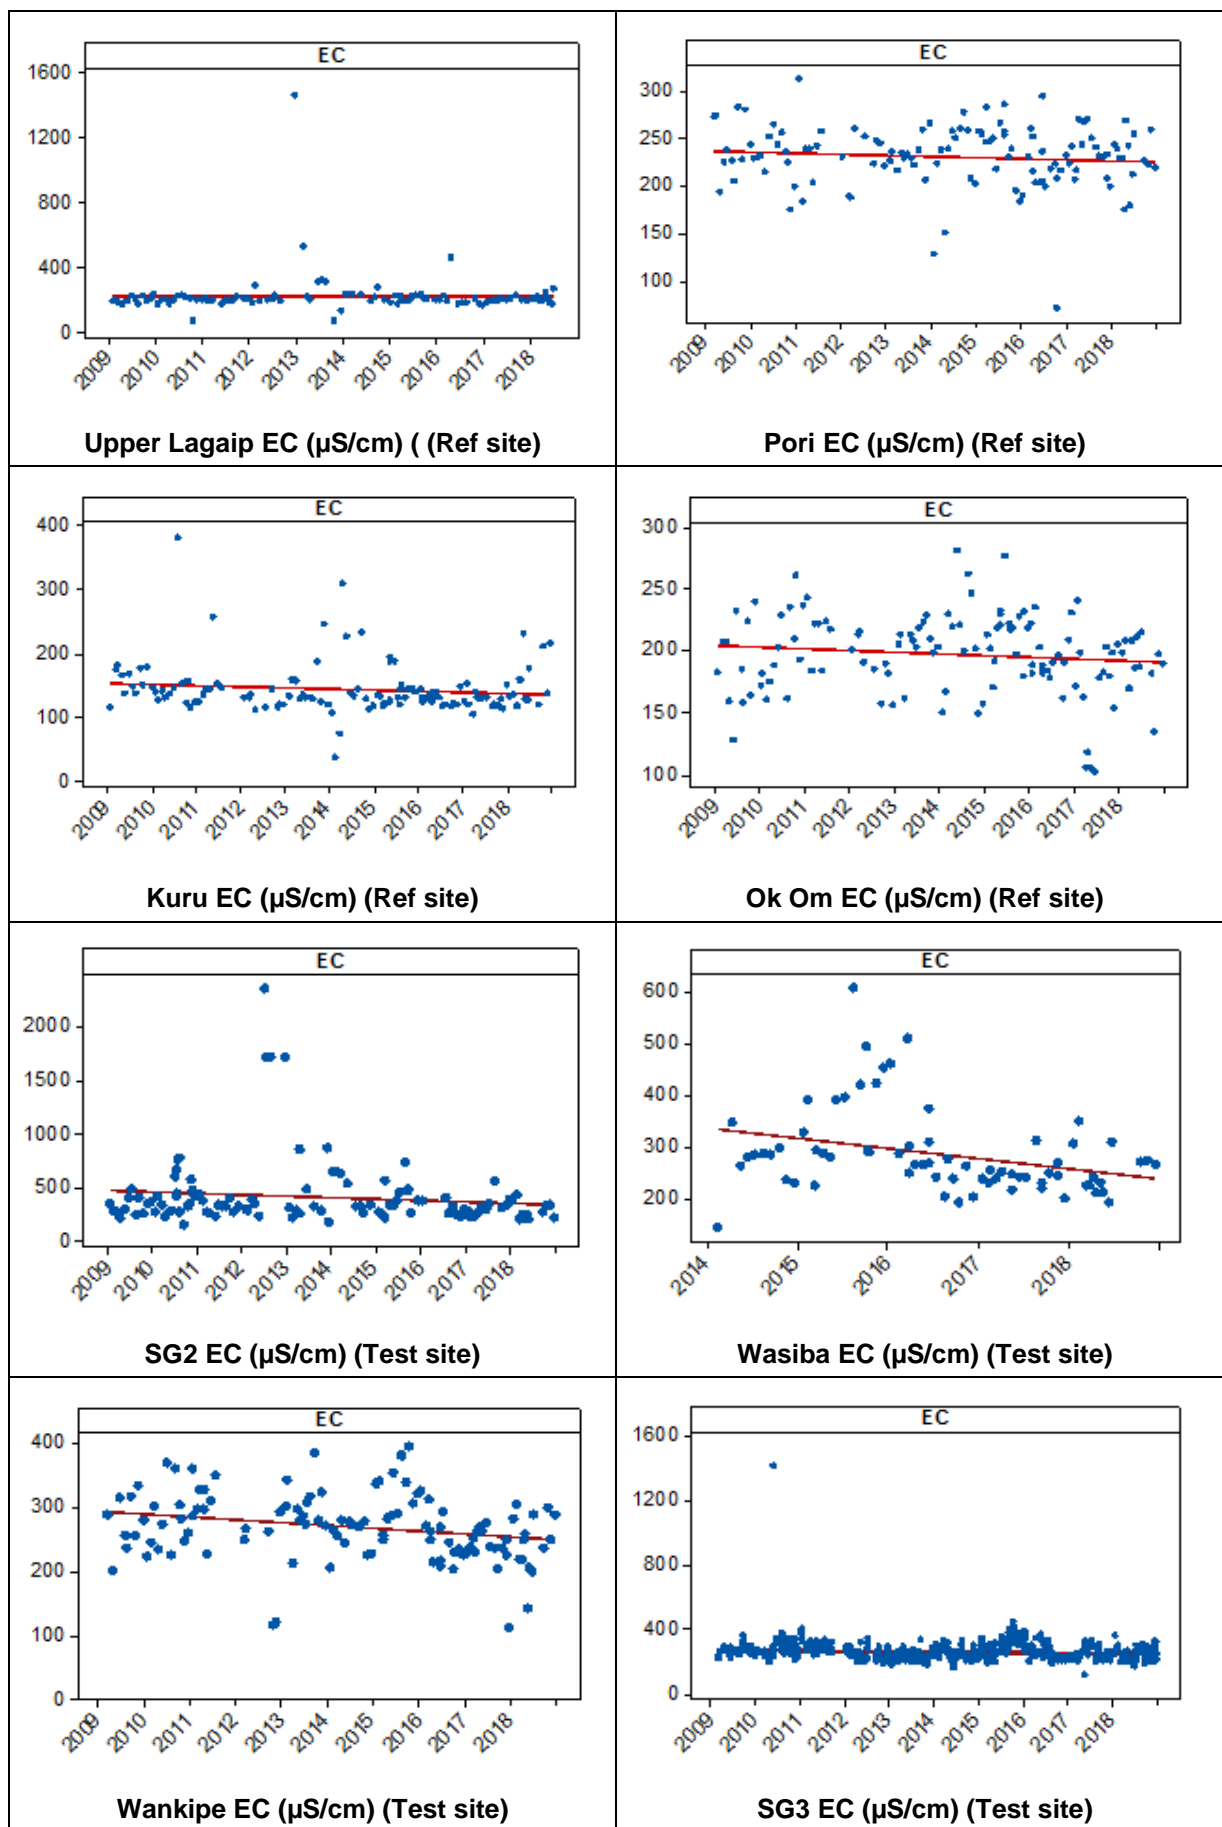 EC
1600
1200
800
400
0
2009 2010 2011 2012 2013 2014 2015 2016 2017 2018
Upper Lagaip EC (µS/cm) ( (Ref site)
EC
300
250
200
150
100
2009 2010 2011 2012 2013 2014 2015 2016 2017 2018
Pori EC (µS/cm) (Ref site)
EC
400
300
200
100
0
2009 2010 2011 2012 2013 2014 2015 2016 2017 2018
Kuru EC (µS/cm) (Ref site)
EC
300
250
200
150
100
2009 2010 2011 2012 2013 2014 2015 2016 2017 2018
Ok Om EC (µS/cm) (Ref site)
EC
2000
1500
1000
500
0
2009 2010 2011 2012 2013 2014 2015 2016 2017 2018
SG2 EC (µS/cm) (Test site)
EC
600
500
400
300
200
2014 2015 2016 2017 2018
Wasiba EC (µS/cm) (Test site)
EC
400
300
200
100
0
2009 2010 2011 2012 2013 2014 2015 2016 2017 2018
Wankipe EC (µS/cm) (Test site)
EC
1600
1200
800
400
0
2009 2010 2011 2012 2013 2014 2015 2016 2017 2018
SG3 EC (µS/cm) (Test site)